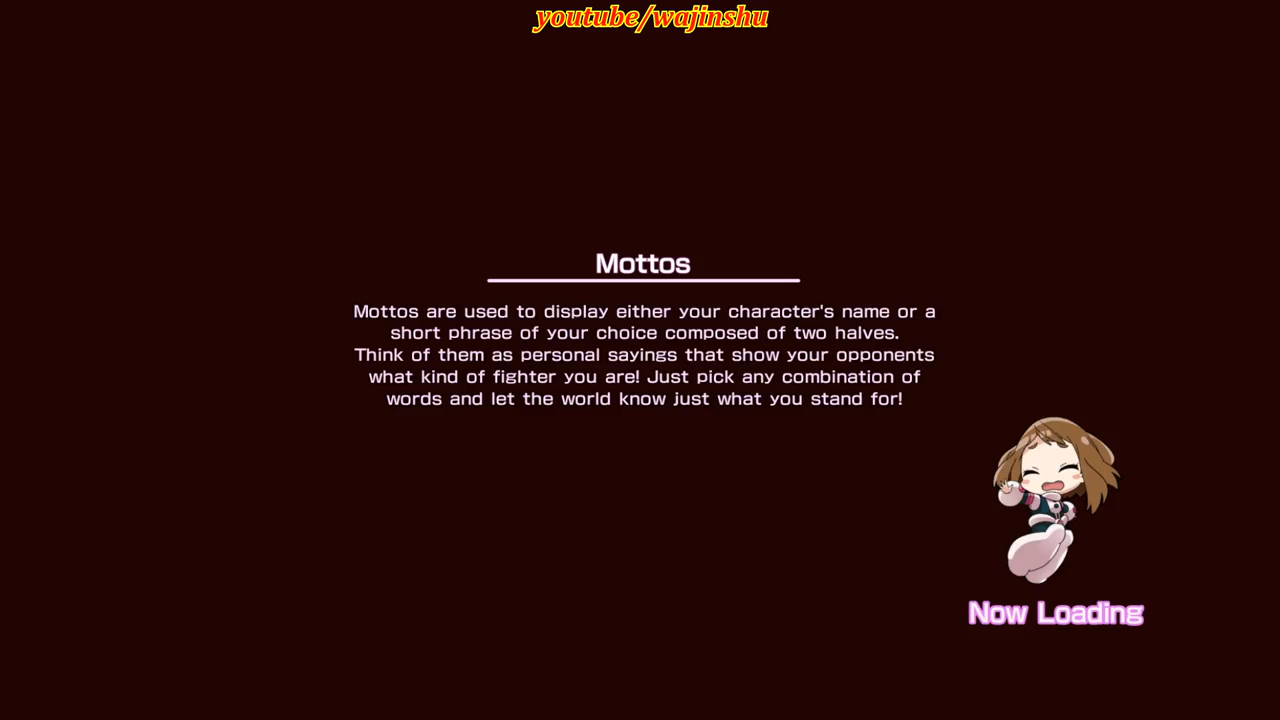 youtube/wajinshu
Mottos
Mottos are used to display either your character's name or a
short phrase of your choice composed of two halves.
Think of them as personal sayings that show your opponents
what kind of fighter you are! Just pick any combination of
words and let the world know just what you stand for!
Now Loading